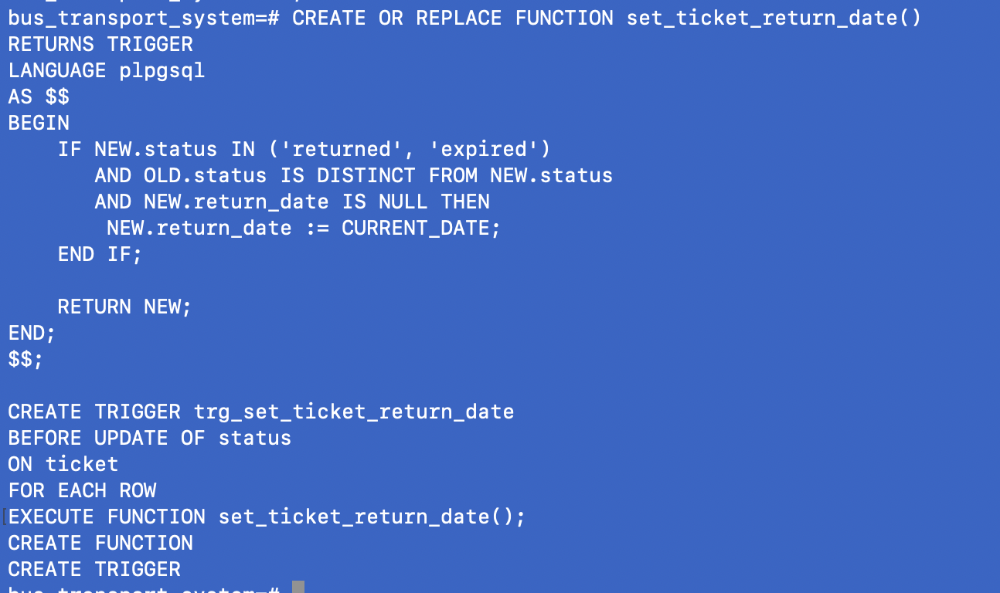 bus_transport_system=# CREATE OR REPLACE FUNCTION set_ticket_return_date()
RETURNS TRIGGER
LANGUAGE plpgsql
AS $$
BEGIN
    IF NEW.status IN ('returned', 'expired')
       AND OLD.status IS DISTINCT FROM NEW.status
       AND NEW.return_date IS NULL THEN
        NEW.return_date := CURRENT_DATE;
    END IF;

    RETURN NEW;
END;
$$;

CREATE TRIGGER trg_set_ticket_return_date
BEFORE UPDATE OF status
ON ticket
FOR EACH ROW
[EXECUTE FUNCTION set_ticket_return_date();
CREATE FUNCTION
CREATE TRIGGER
bus_transport_system=#